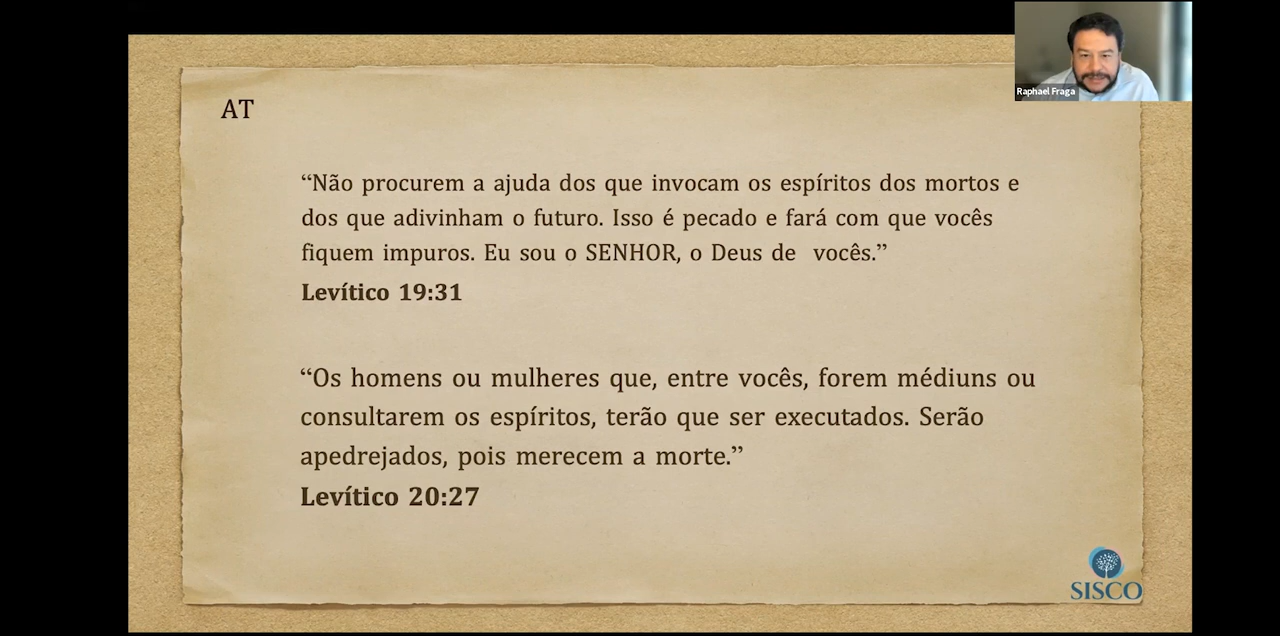 Raphael Fraga
AT
“Não procurem a ajuda dos que invocam os espíritos dos mortos e
dos que adivinham o futuro. Isso é pecado e fará com que vocês
fiquem impuros. Eu sou o SENHOR, o Deus de vocês.”
Levítico 19:31
“Os homens ou mulheres que, entre vocês, forem médiuns ou
consultarem os espíritos, terão que ser executados. Serão
apedrejados, pois merecem a morte.”
Levítico 20:27
SISCO